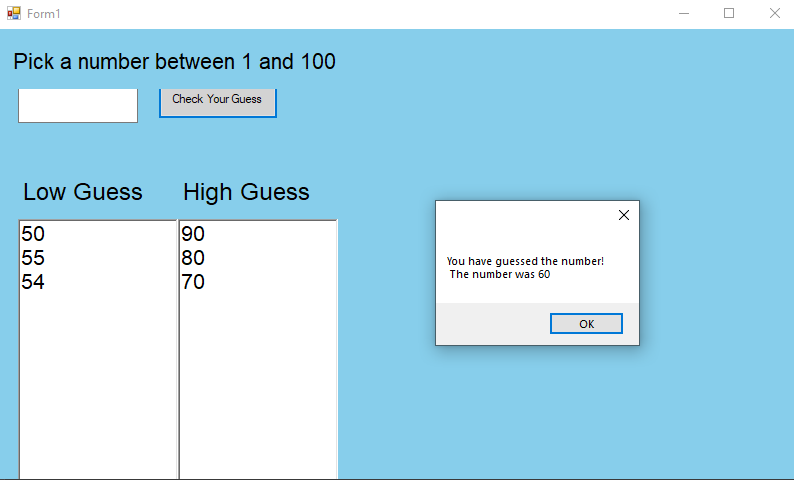 Form1
Pick a number between 1 and 100
Check Your Guess
Low Guess High Guess
50 90
55 80
54 70
You have guessed the number!
The number was 60
OK